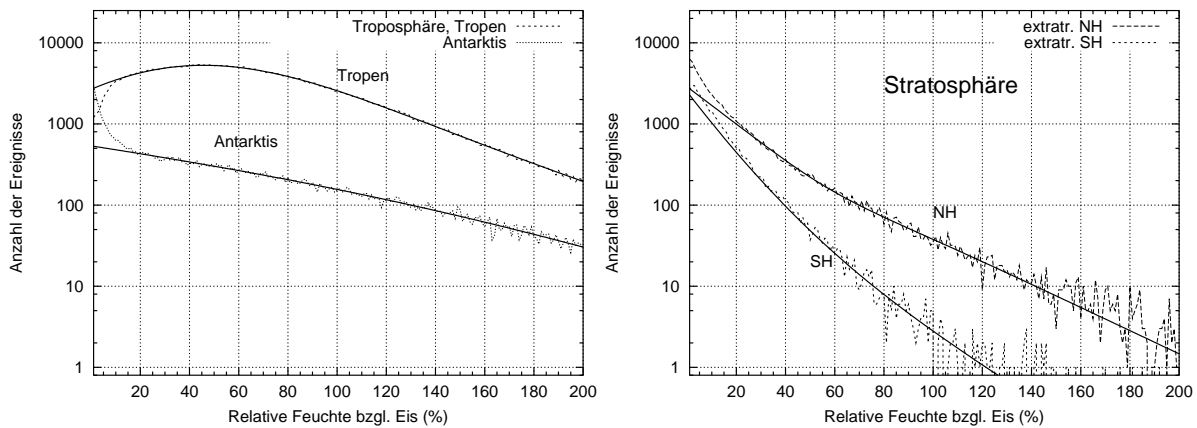 Anzahl der Ereignisse
10000
1000
100
10
1
Troposphäre, Tropen
Antarktis
Tropen
Antarktis
20 40 60 80 100 120 140 160 180 200
Relative Feuchte bzgl. Eis (%)
Anzahl der Ereignisse
10000
1000
100
10
1
extratr. NH
extratr. SH
Stratosphäre
NH
SH
20 40 60 80 100 120 140 160 180 200
Relative Feuchte bzgl. Eis (%)